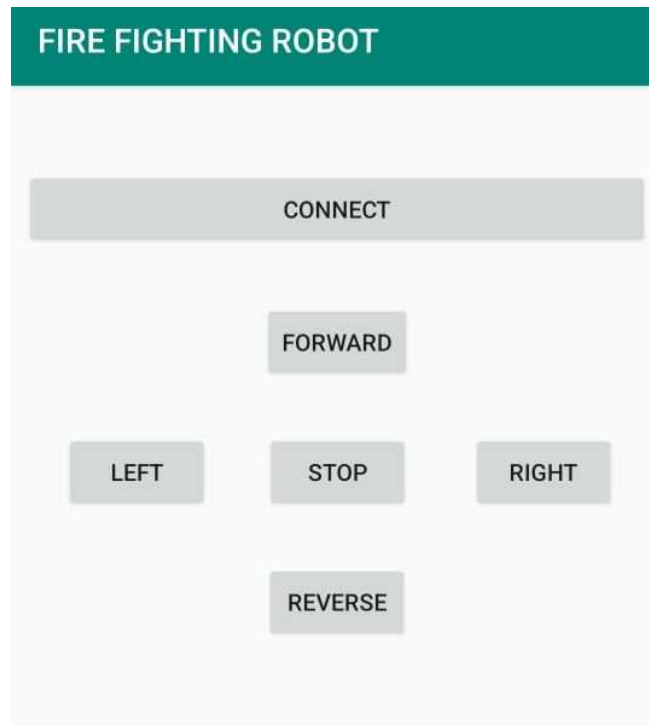 FIRE FIGHTING ROBOT
CONNECT
FORWARD
LEFT STOP RIGHT
REVERSE